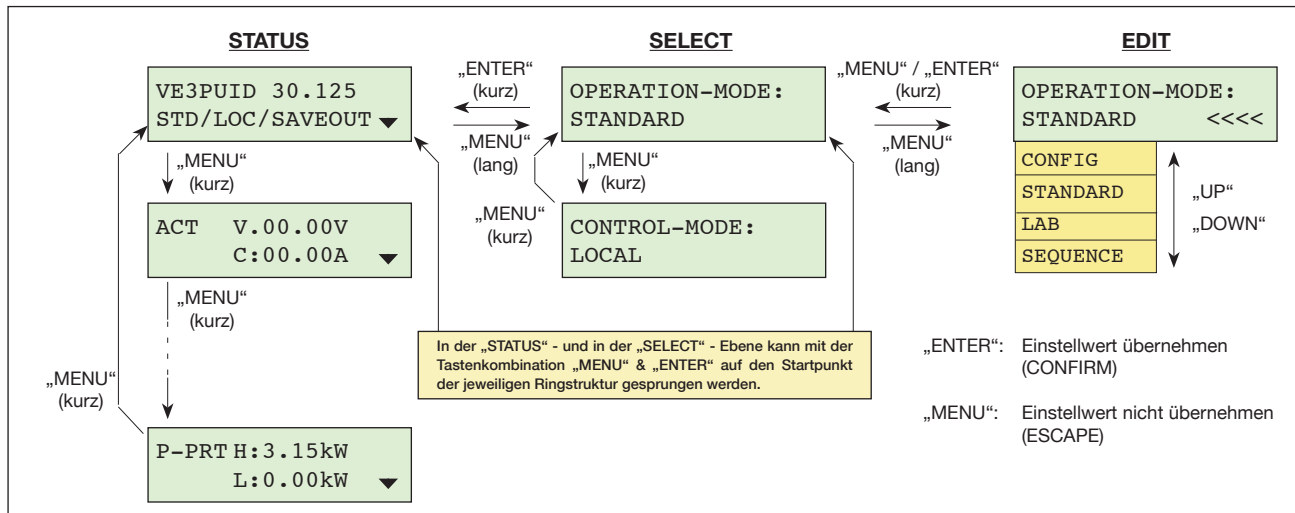 STATUS
VE3PUID 30.125
STD/LOC/SAVEOUT
„MENU“
(kurz)
ACT V.00.00V
C:00.00A
„MENU“
(kurz)
„MENU“
(kurz)
P-PRT H:3.15kW
L:0.00kW
„ENTER“
(kurz)
„MENU“
(lang)
SELECT
OPERATION-MODE:
STANDARD
„MENU“
(kurz)
„MENU“
(kurz)
CONTROL-MODE:
LOCAL
„MENU“ / „ENTER“
(kurz)
„MENU“
(lang)
EDIT
OPERATION-MODE:
STANDARD <<<<
CONFIG
STANDARD
LAB
SEQUENCE
„UP“
„DOWN“
In der „STATUS“ - und in der „SELECT“ - Ebene kann mit der
Tastenkombination „MENU“ & „ENTER“ auf den Startpunkt
der jeweiligen Ringstruktur gesprungen werden.
„ENTER“: Einstellwert übernehmen
(CONFIRM)
„MENU“: Einstellwert nicht übernehmen
(ESCAPE)